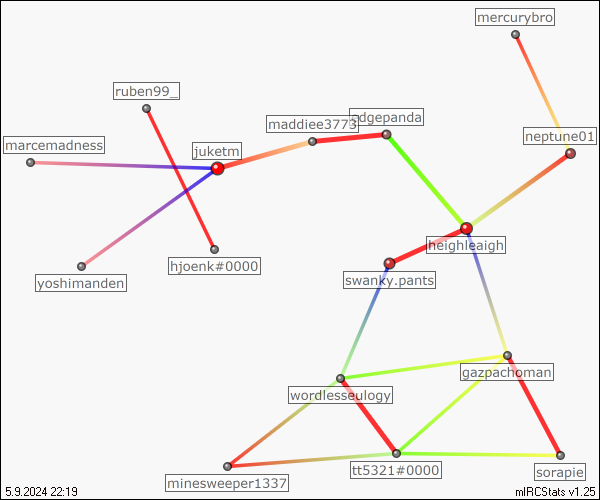 mercurybro
ruben99_
maddiee3773
edgepanda
neptune01
marcemadness
juketm
heighleaigh
yoshimanden
hjoenk#0000
swanky.pants
gazpachoman
wordlesseulogy
tt5321#0000
sorapie
minesweeper1337
5.9.2024 22:19
mIRCStats v1.25